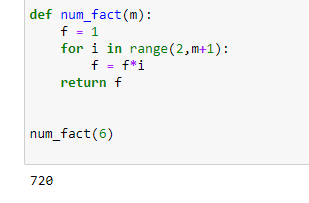 def num_fact(m):
    f = 1
    for i in range(2,m+1):
        f = f*i
    return f
num_fact(6)
720